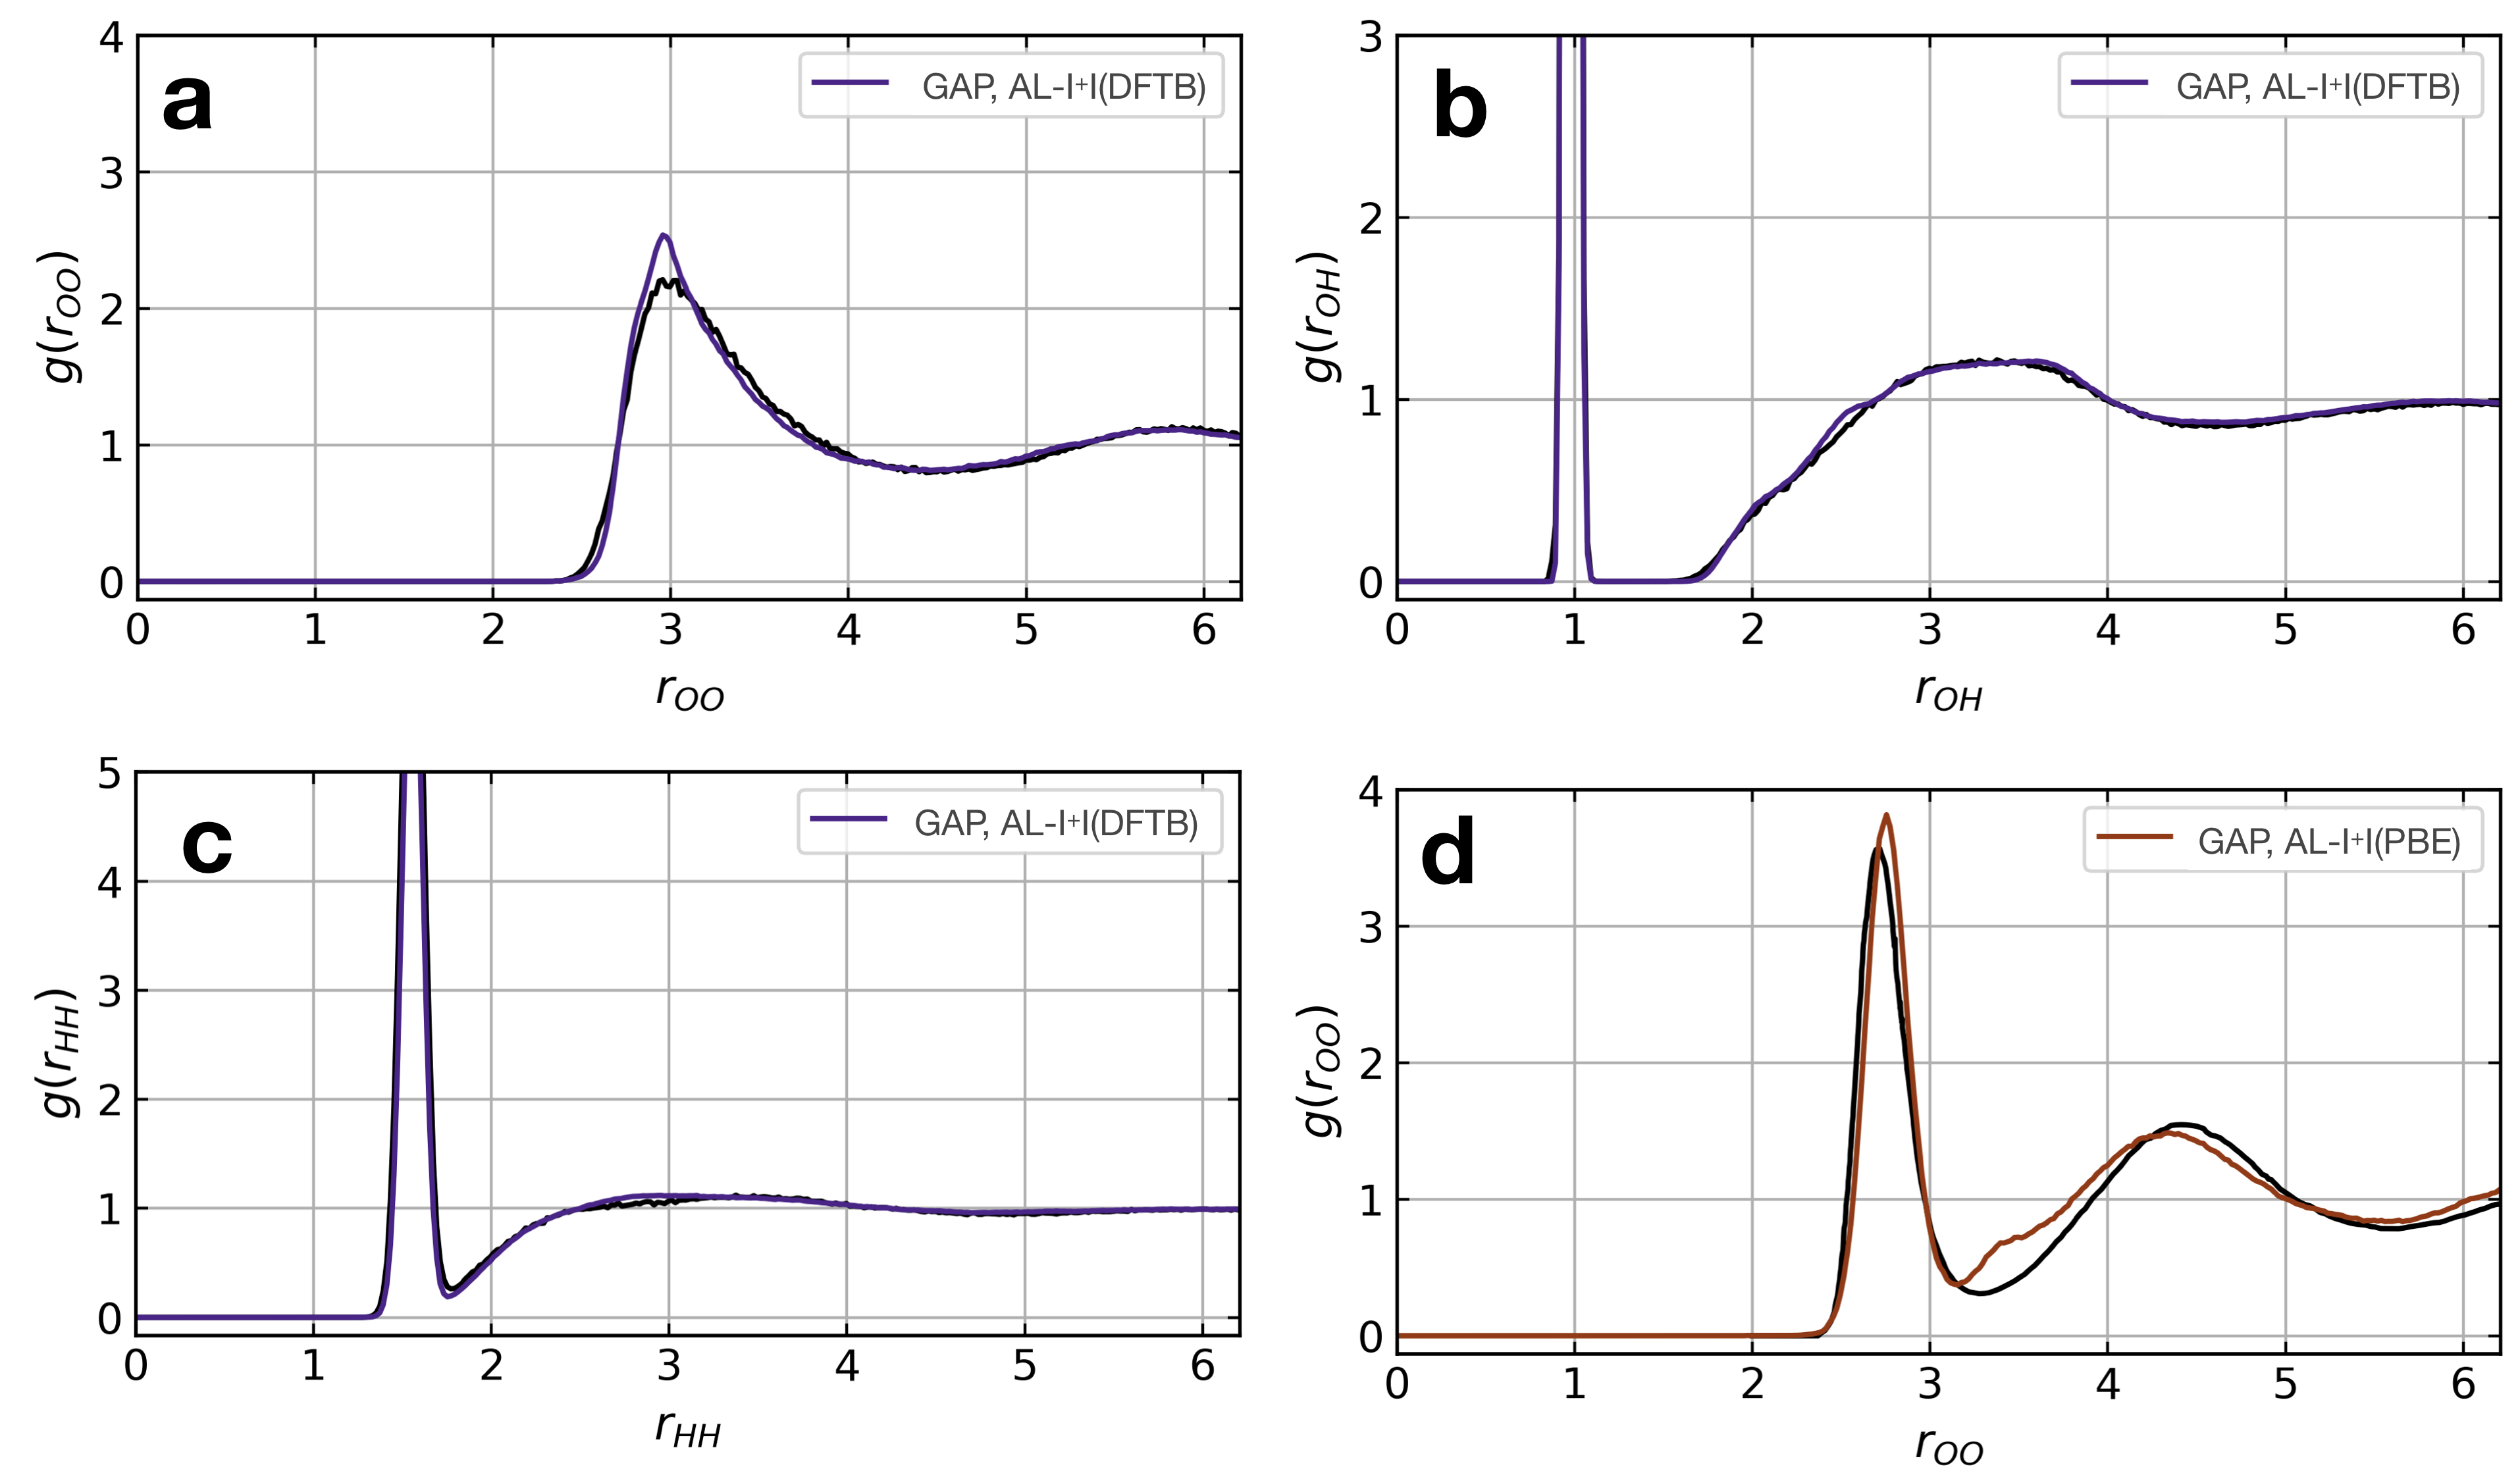 a
GAP, AL-I+I(DFTB)
4
3
2
1
0
g(rOO)
0 1 2 3 4 5 6
rOO
b
GAP, AL-I+I(DFTB)
3
2
1
0
g(rOH)
0 1 2 3 4 5 6
rOH
c
GAP, AL-I+I(DFTB)
5
4
3
2
1
0
g(rHH)
0 1 2 3 4 5 6
rHH
d
GAP, AL-I+I(PBE)
4
3
2
1
0
g(rOO)
0 1 2 3 4 5 6
rOO